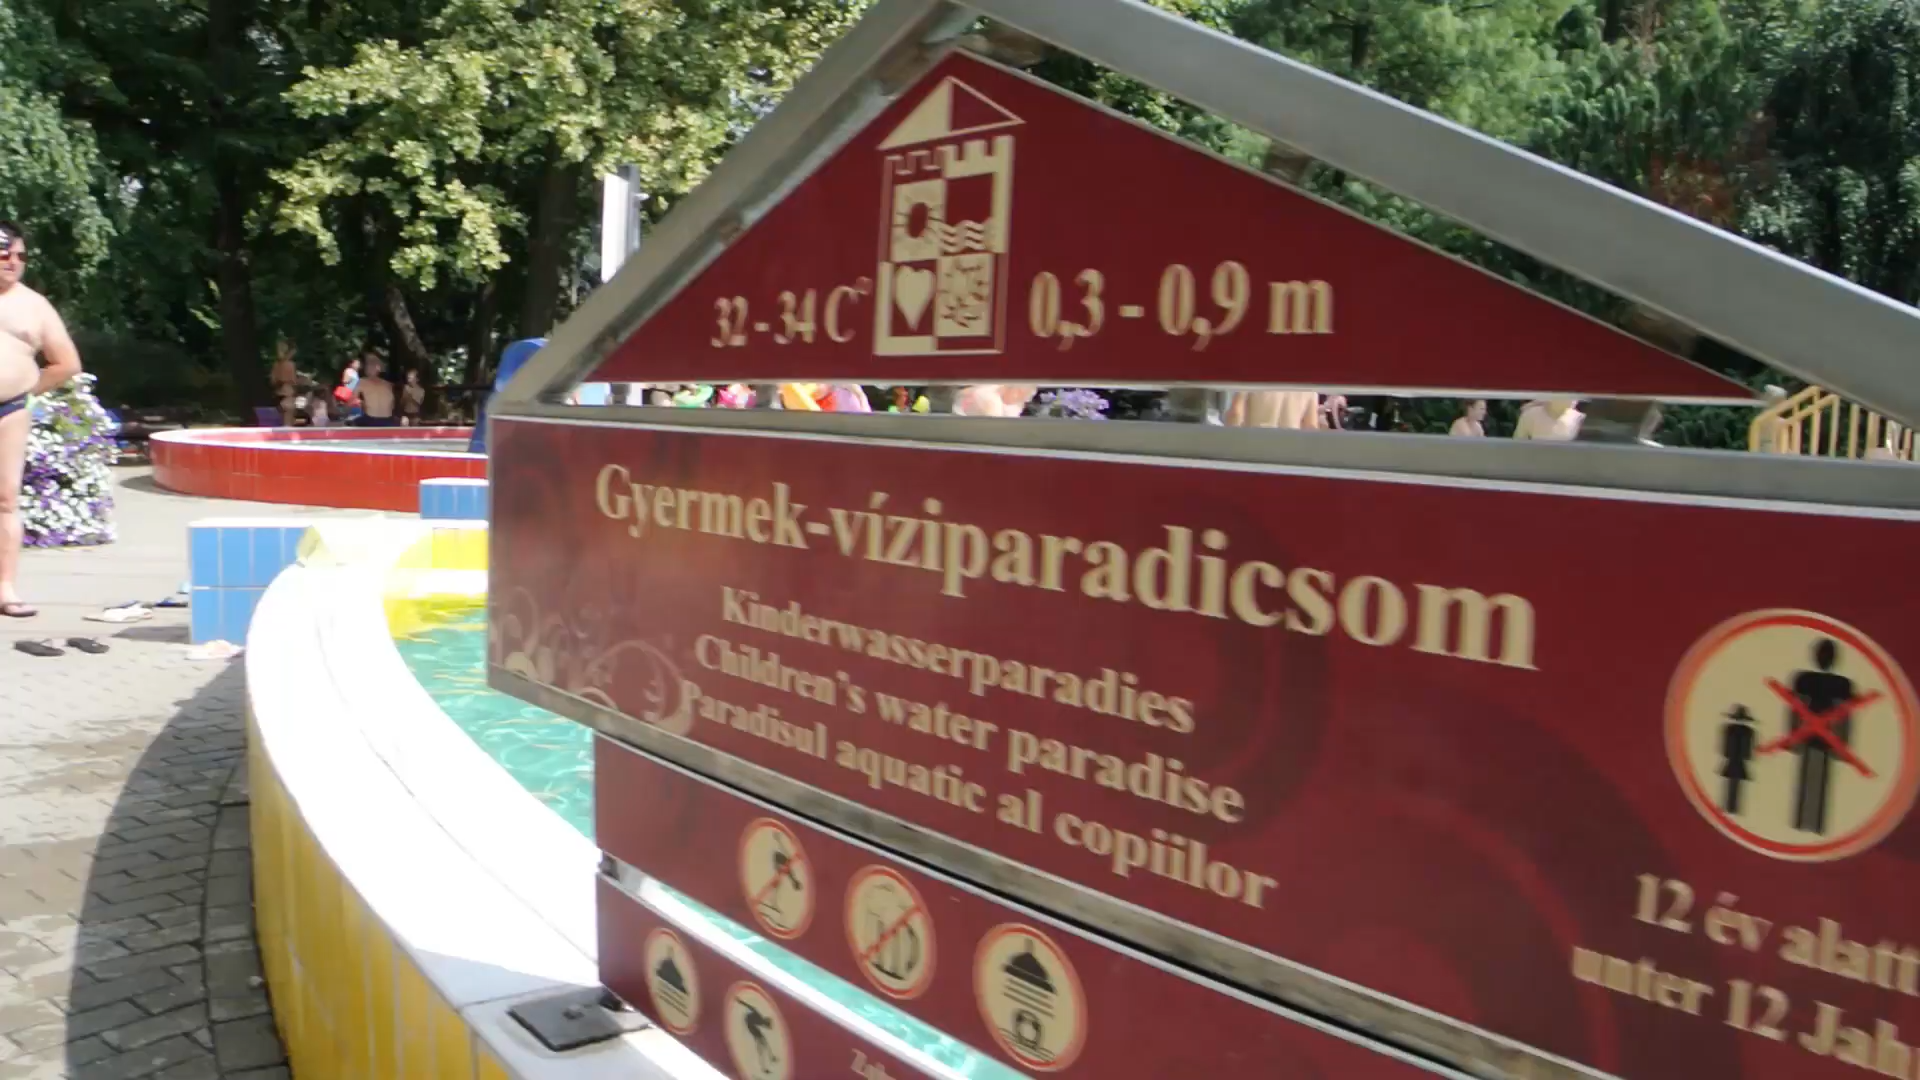 32 - 34 C°
0,3 - 0,9 m
Gyermek-víziparadicsom
Kinderwasserparadies
Children's water paradise
Paradisul aquatic al copiilor
12 év alatt
unter 12 Jah